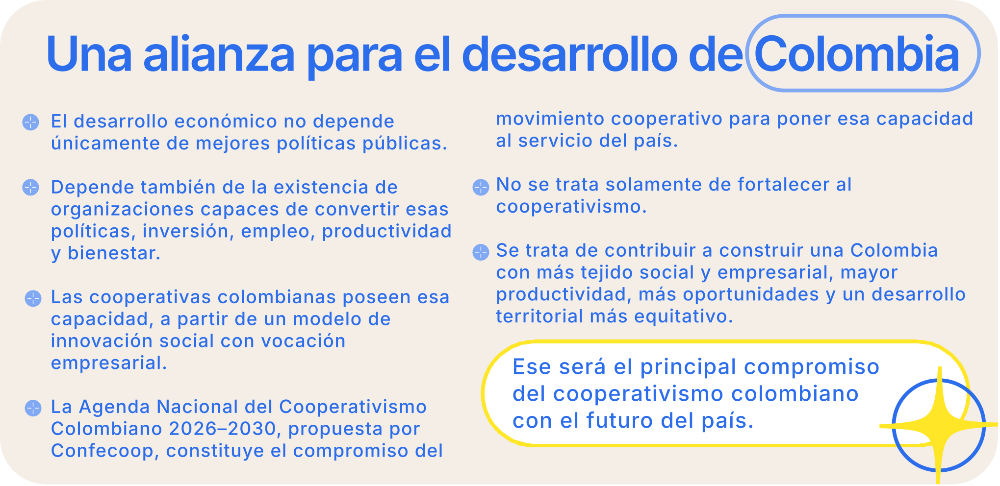 Una alianza para el desarrollo de Colombia
El desarrollo económico no depende
únicamente de mejores políticas públicas.
Depende también de la existencia de
organizaciones capaces de convertir esas
políticas, inversión, empleo, productividad
y bienestar.
Las cooperativas colombianas poseen esa
capacidad, a partir de un modelo de
innovación social con vocación
empresarial.
La Agenda Nacional del Cooperativismo
Colombiano 2026–2030, propuesta por
Confecoop, constituye el compromiso del
movimiento cooperativo para poner esa capacidad
al servicio del país.
No se trata solamente de fortalecer al
cooperativismo.
Se trata de contribuir a construir una Colombia
con más tejido social y empresarial, mayor
productividad, más oportunidades y un desarrollo
territorial más equitativo.
Ese será el principal compromiso
del cooperativismo colombiano
con el futuro del país.